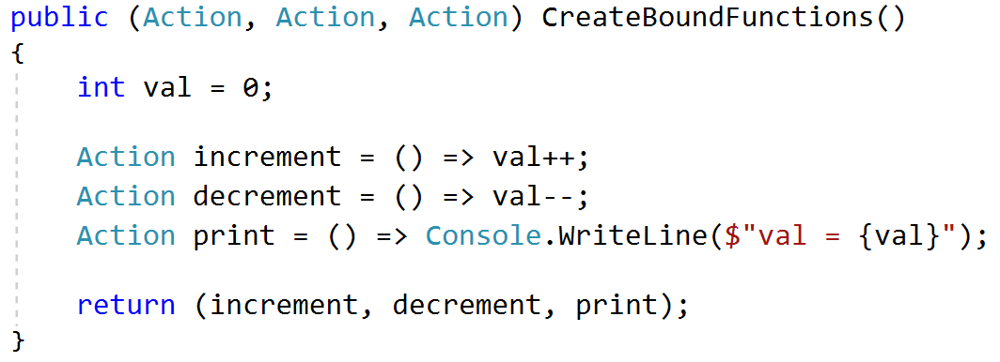 public (Action, Action, Action) CreateBoundFunctions()
{
    int val = 0;
    Action increment = () => val++;
    Action decrement = () => val--;
    Action print = () => Console.WriteLine($"val = {val}");
    return (increment, decrement, print);
}